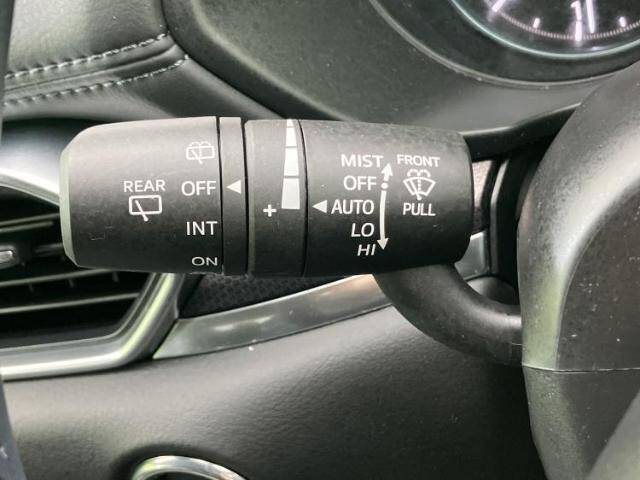 REAR
OFF
INT
ON
+
MIST
OFF
AUTO
LO
HI
FRONT
PULL